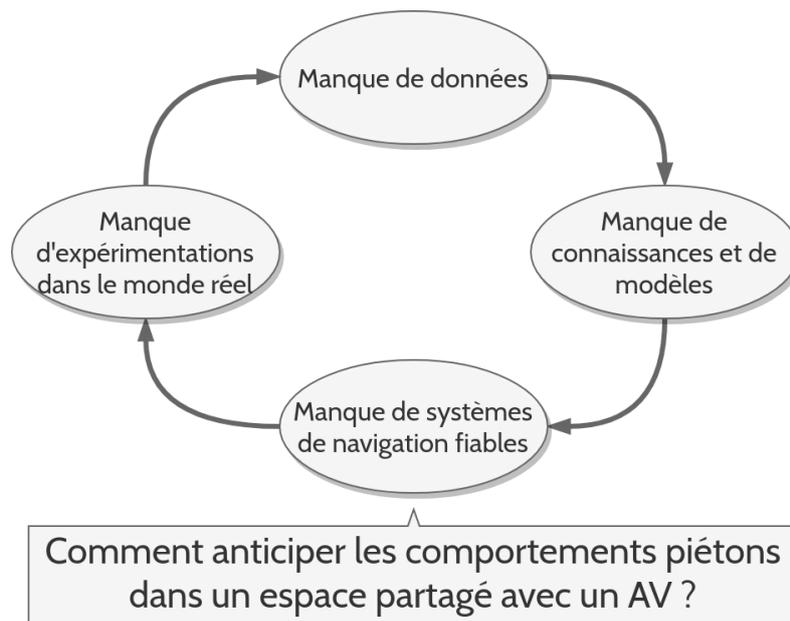 Manque de données
Manque
d'expérimentations
dans le monde réel
Manque de
connaissances et de
modèles
Manque de systèmes
de navigation fiables
Comment anticiper les comportements piétons
dans un espace partagé avec un AV ?